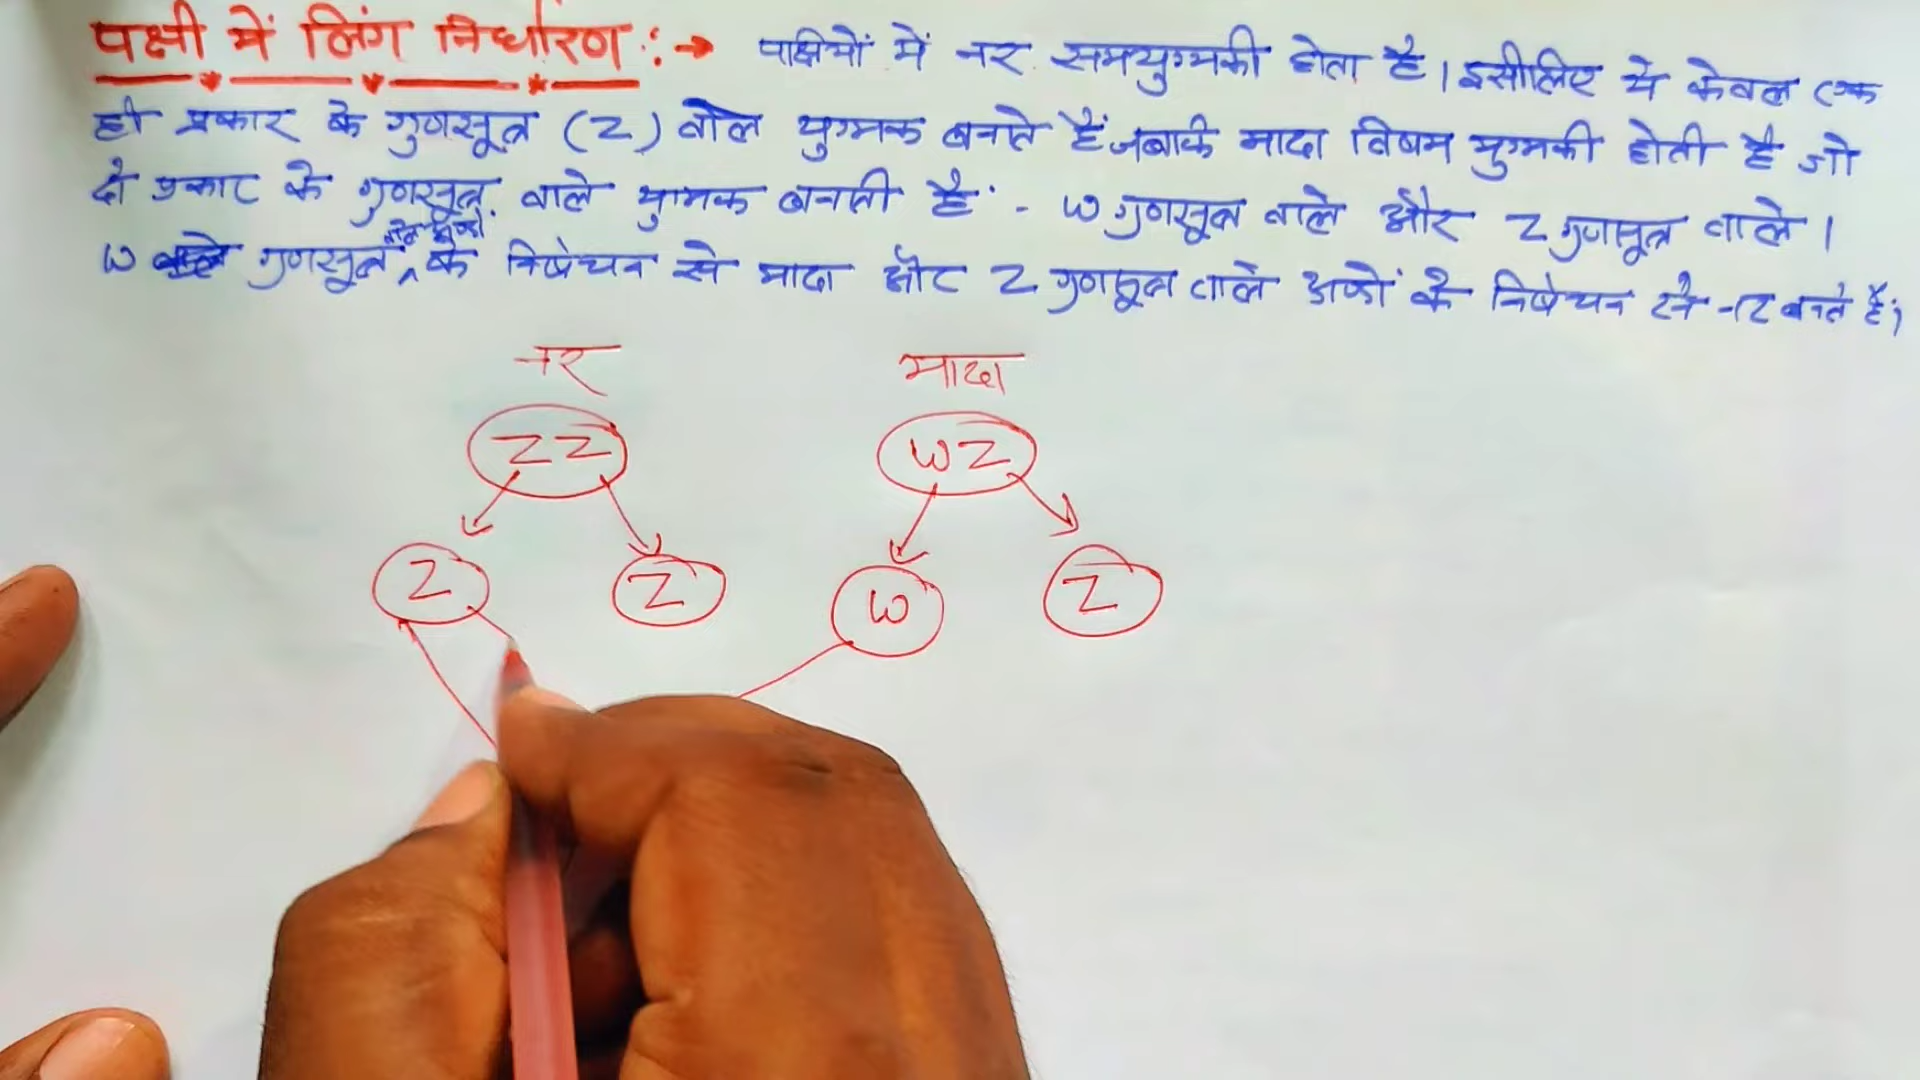 पक्षी में लिंग निर्धारण :→ पक्षियों में नर समयुग्मकी होता है। इसीलिए ये केवल एक
ही प्रकार के गुणसूत्र (Z) वाले युग्मक बनाते हैं जबकि मादा विषम युग्मकी होती है जो
दो प्रकार के गुणसूत्र वाले युग्मक बनाती है - W गुणसूत्र वाले और Z गुणसूत्र वाले।
W गुणसूत्र वाले अण्डों के निषेचन से मादा और Z गुणसूत्र वाले अण्डों के निषेचन से नर बनते हैं।
नर मादा
ZZ WZ
Z Z W Z